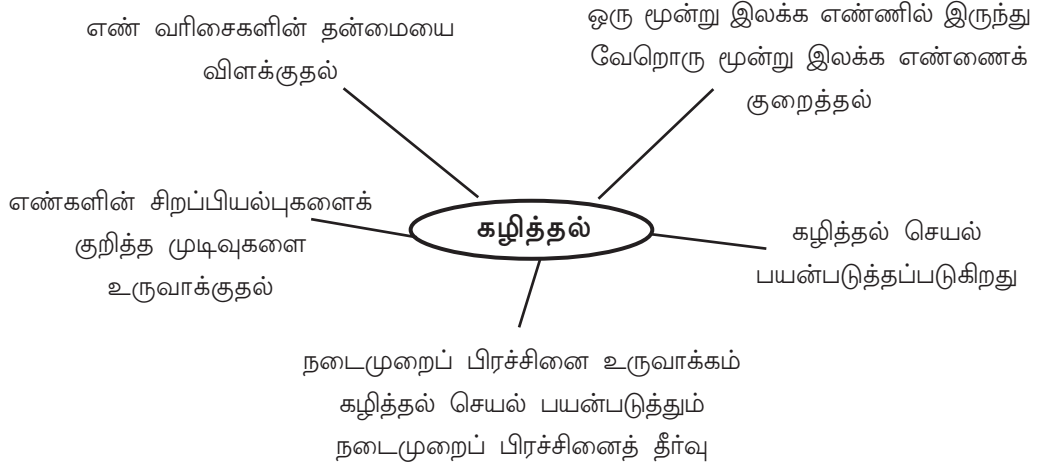 எண் வரிசைகளின் தன்மையை
விளக்குதல்
ஒரு மூன்று இலக்க எண்ணில் இருந்து
வேறொரு மூன்று இலக்க எண்ணைக்
குறைத்தல்
எண்களின் சிறப்பியல்புகளைக்
குறித்த முடிவுகளை
உருவாக்குதல்
கழித்தல்
கழித்தல் செயல்
பயன்படுத்தப்படுகிறது
நடைமுறைப் பிரச்சினை உருவாக்கம்
கழித்தல் செயல் பயன்படுத்தும்
நடைமுறைப் பிரச்சினைத் தீர்வு